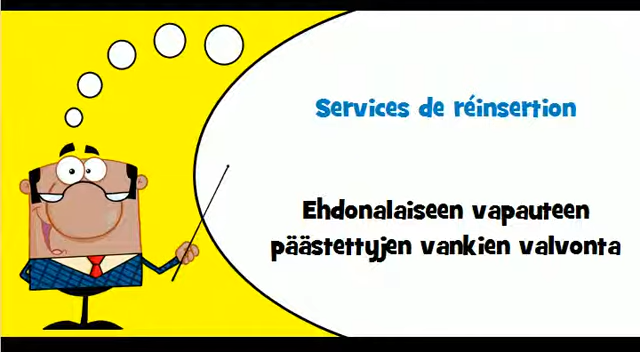 Services de réinsertion
Ehdonalaiseen vapauteen
päästettyjen vankien valvonta